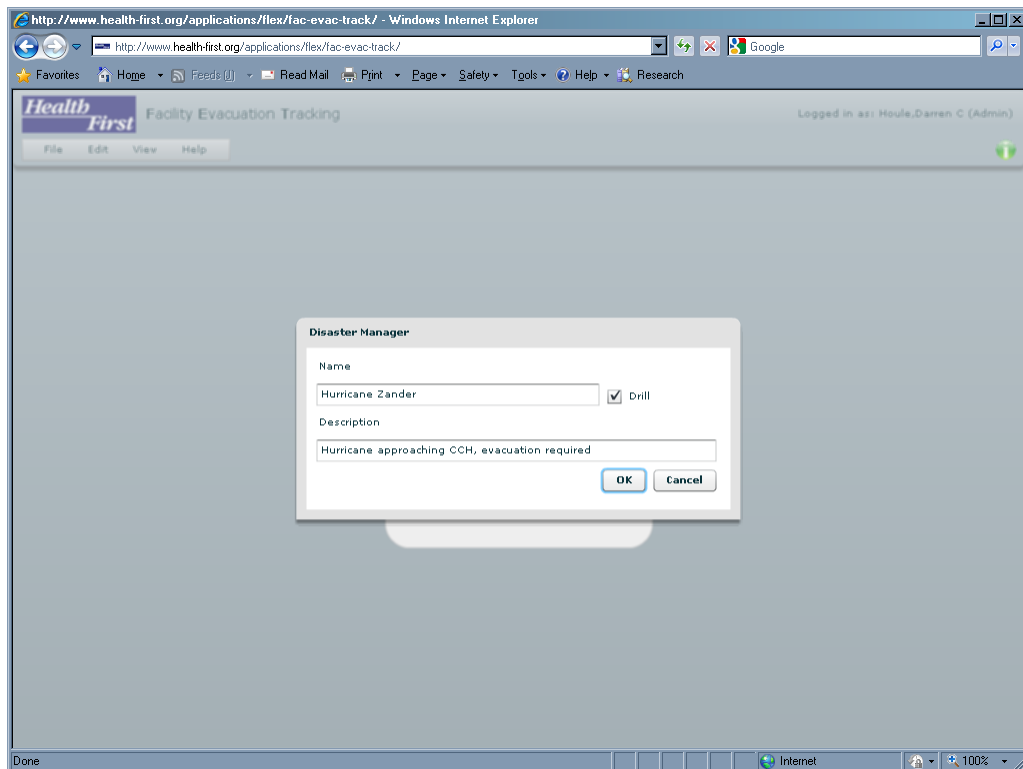 http://www.health-first.org/applications/flex/fac-evac-track/ - Windows Internet Explorer
http://www.health-first.org/applications/flex/fac-evac-track/
Google
Favorites Home Feeds (J) Read Mail Print Page Safety Tools Help Research
Health First
Facility Evacuation Tracking
Logged in as: Houle,Darren C (Admin)
File Edit View Help
Disaster Manager
Name
Hurricane Zander
Drill
Description
Hurricane approaching CCH, evacuation required
OK Cancel
Done Internet 100%